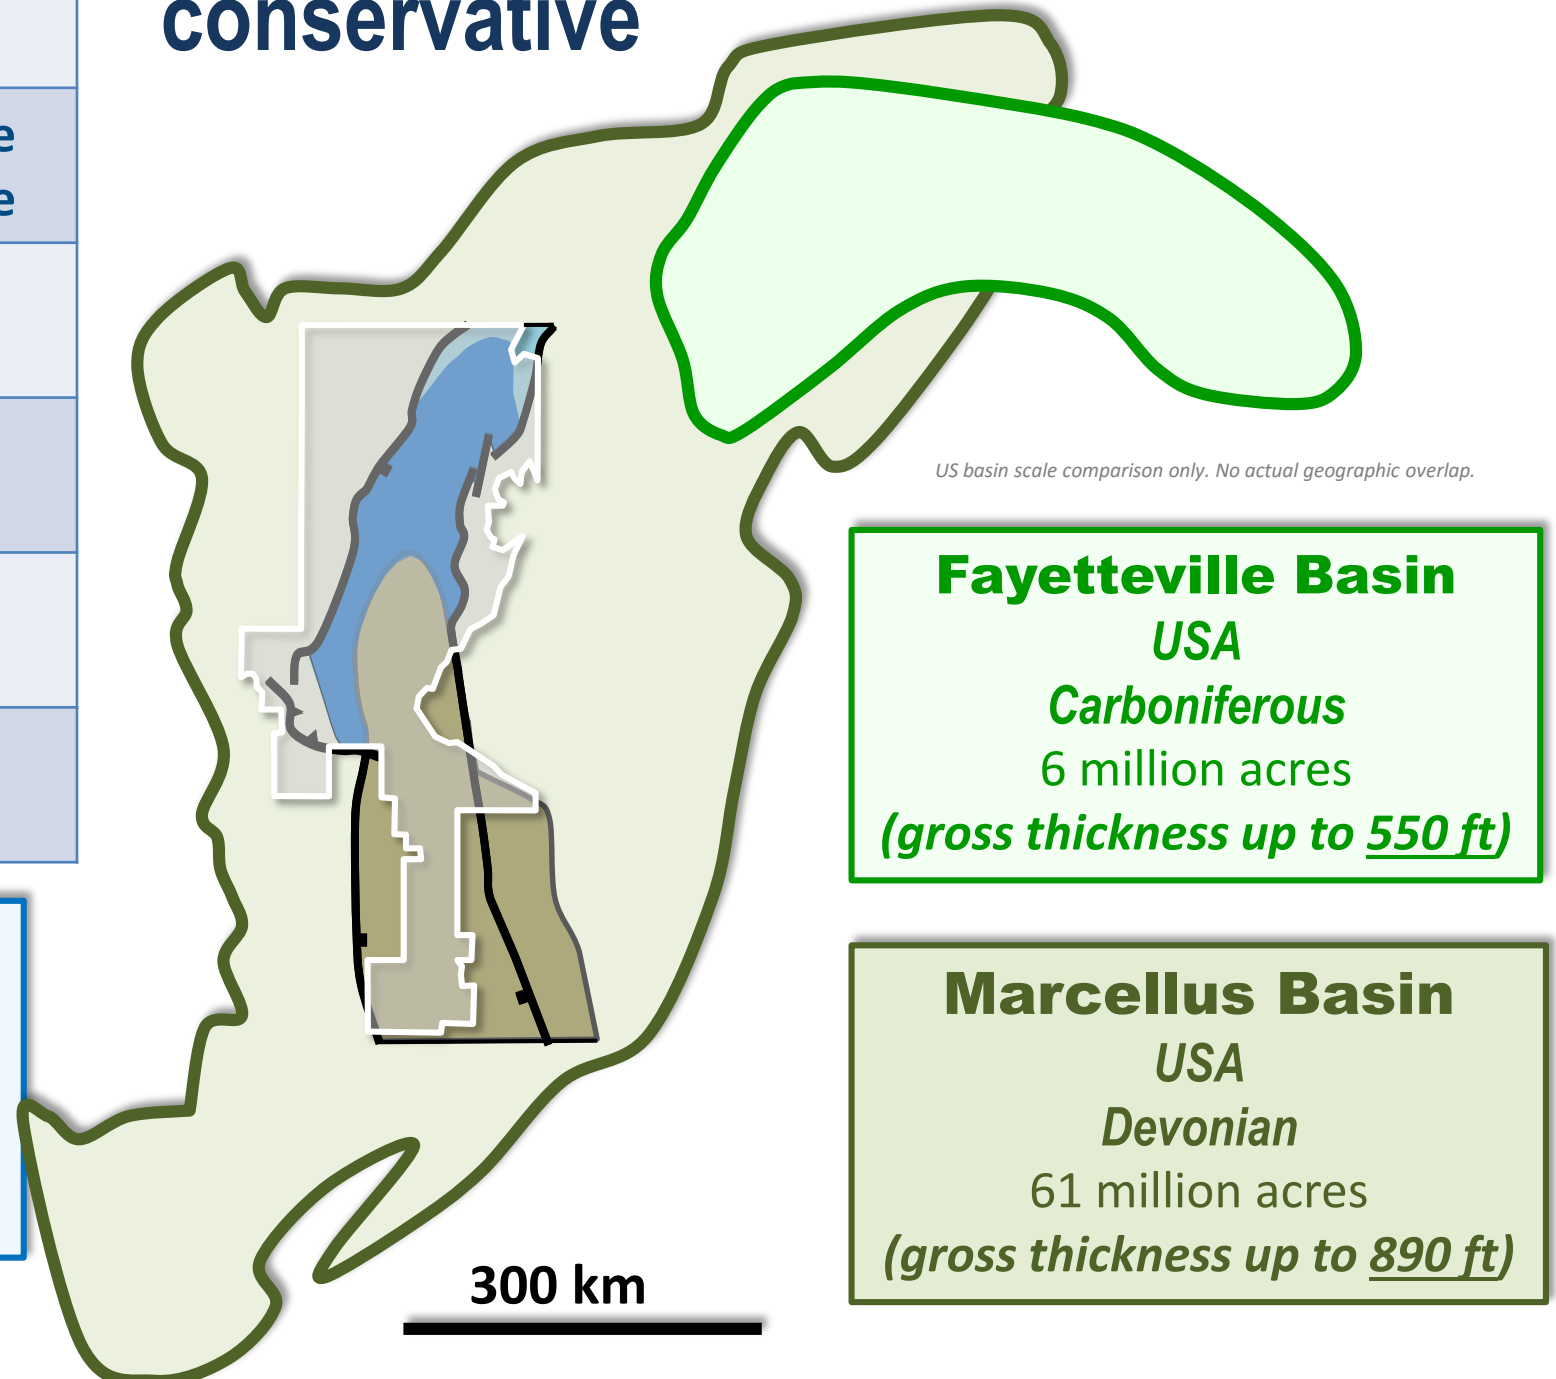 conservative
US basin scale comparison only. No actual geographic overlap.
Fayetteville Basin
USA
Carboniferous
6 million acres
(gross thickness up to 550 ft)
Marcellus Basin
USA
Devonian
61 million acres
(gross thickness up to 890 ft)
300 km